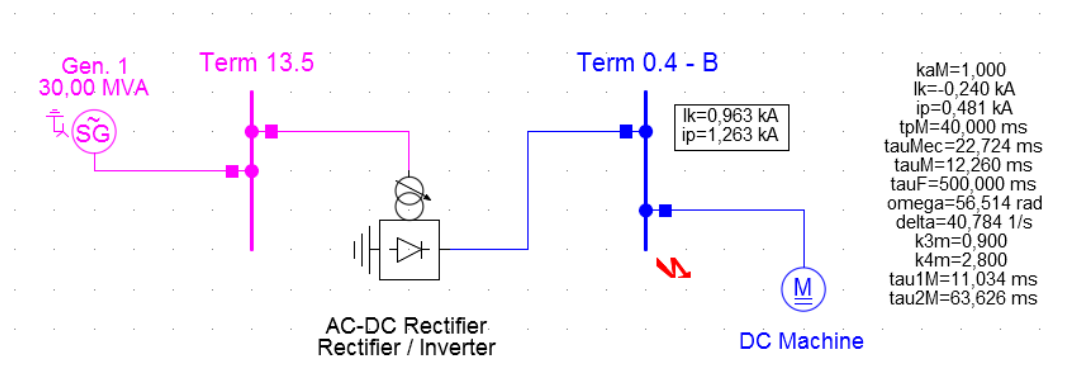 Gen. 1
30,00 MVA
SG
Term 13.5
Term 0.4 - B
Ik=0,963 kA
ip=1,263 kA
kaM=1,000
Ik=-0,240 kA
ip=0,481 kA
tpM=40,000 ms
tauMec=22,724 ms
tauM=12,260 ms
tauF=500,000 ms
omega=56,514 rad
delta=40,784 1/s
k3m=0,900
k4m=2,800
tau1M=11,034 ms
tau2M=63,626 ms
M
AC-DC Rectifier
Rectifier / Inverter
DC Machine